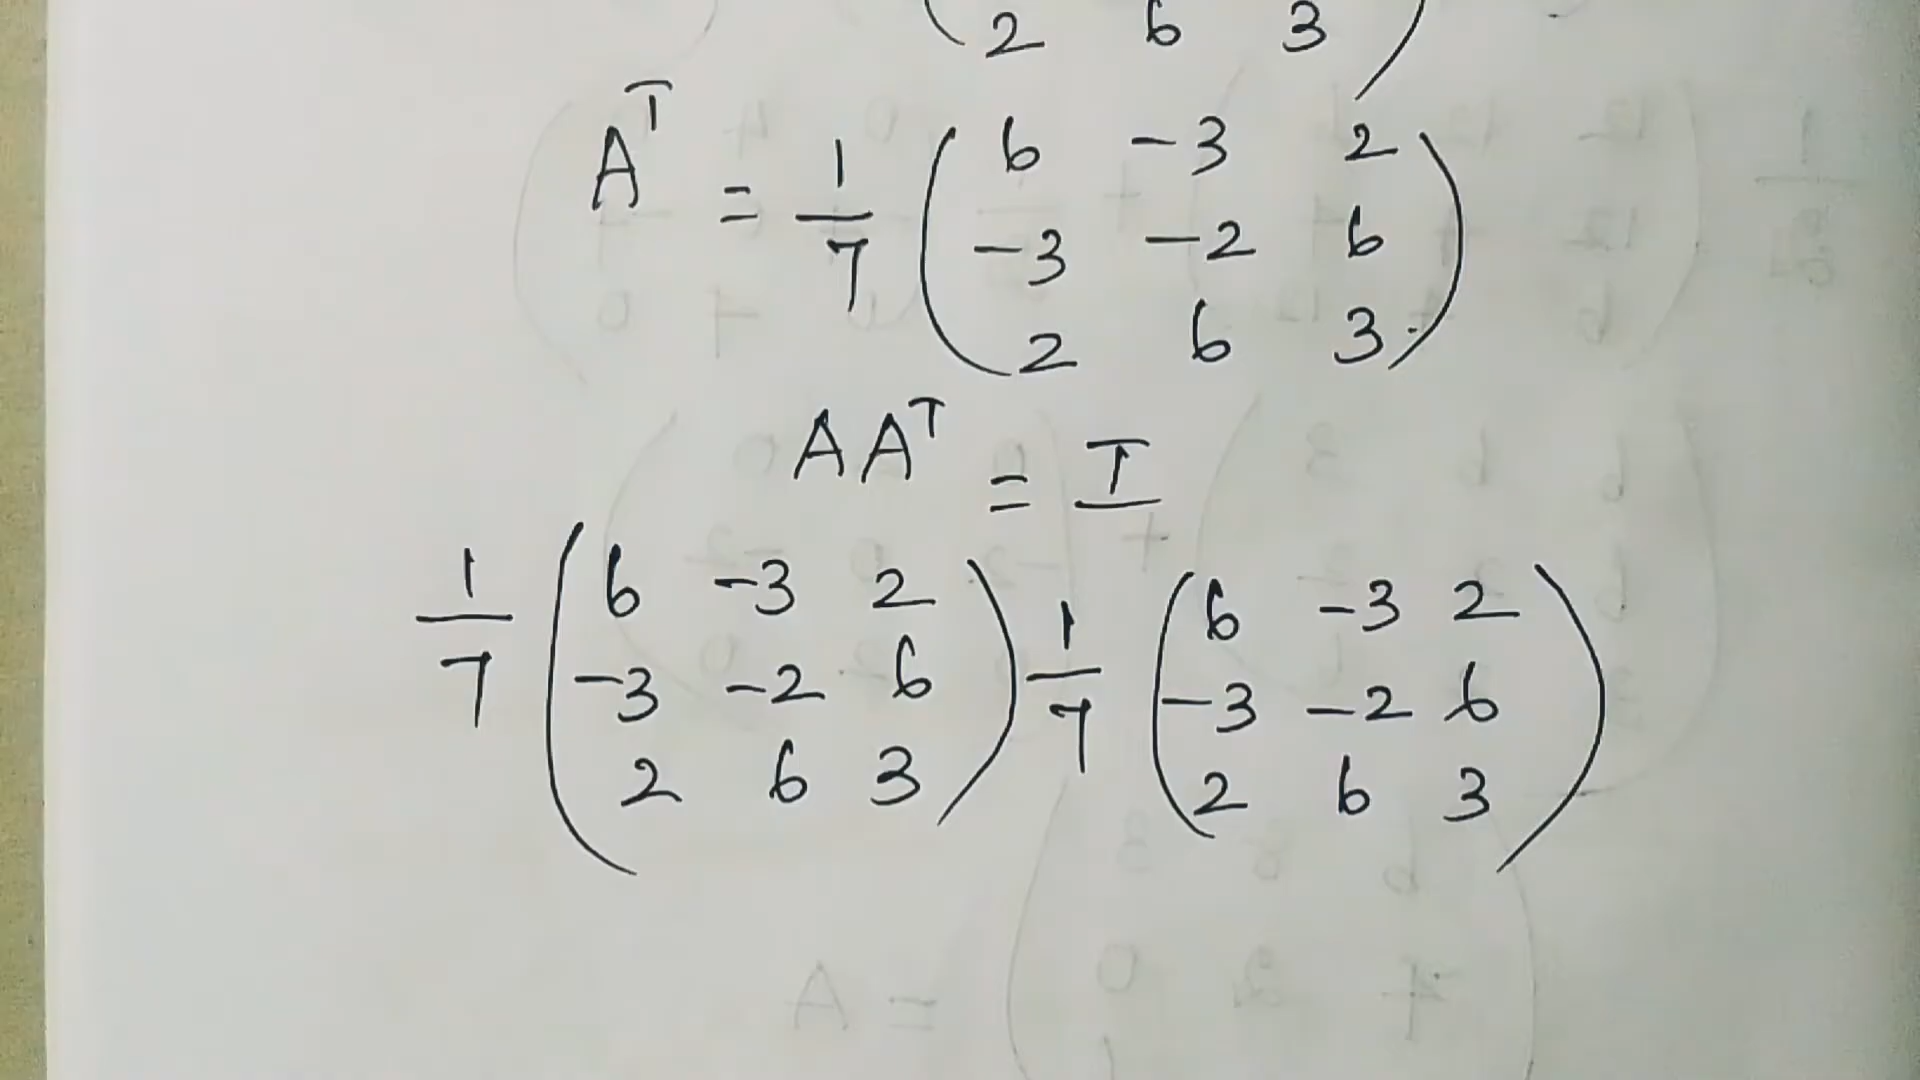 2 6 3
A^T = 1/7 ( 6 -3 2
-3 -2 6
2 6 3 )
A A^T = I
1/7 ( 6 -3 2 ) 1/7 ( 6 -3 2 )
-3 -2 6 -3 -2 6
2 6 3 2 6 3